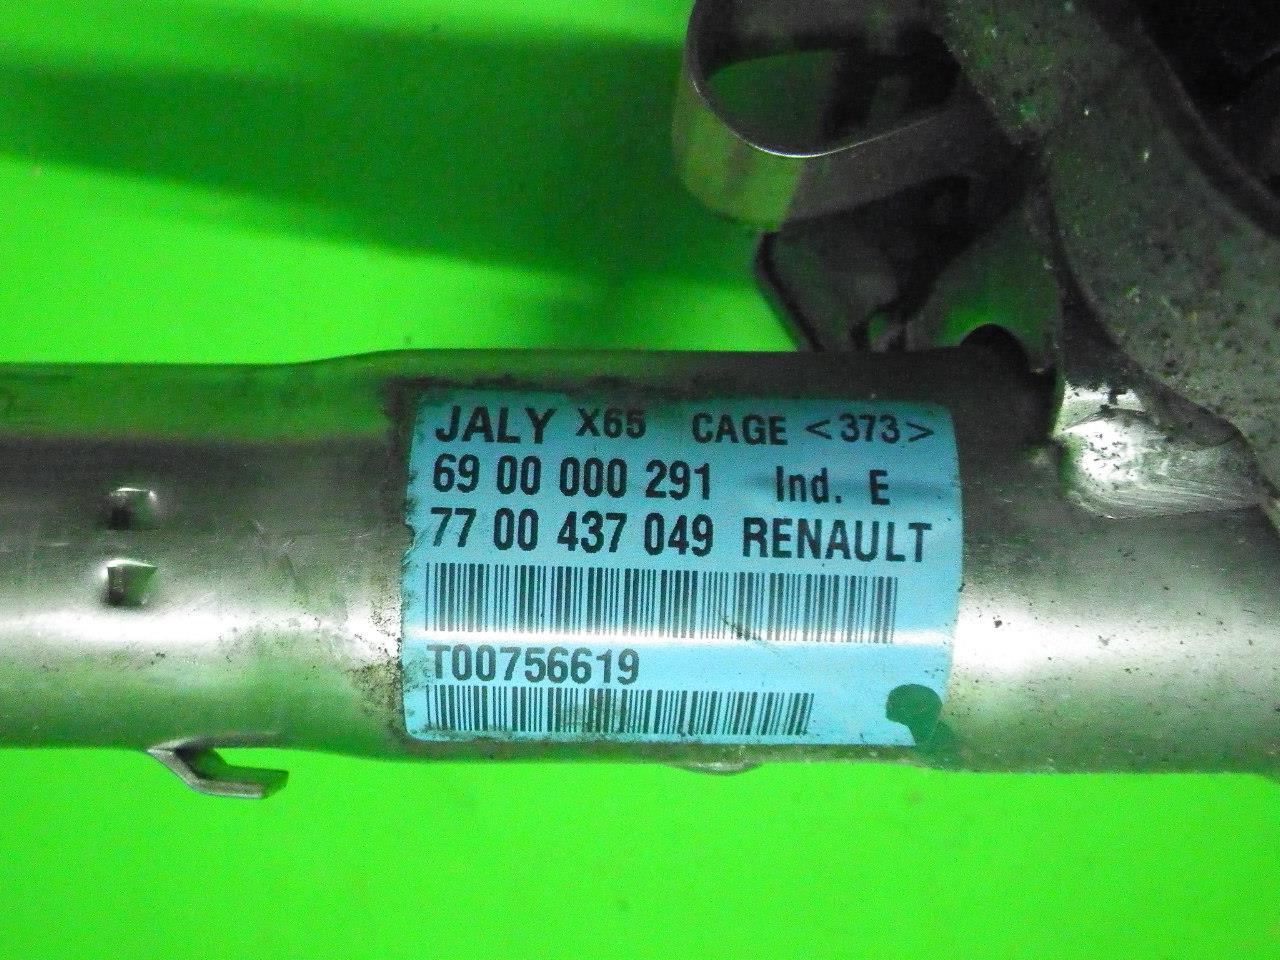 JALY X65 CAGE <373>
69 00 000 291 Ind. E
77 00 437 049 RENAULT
T00756619